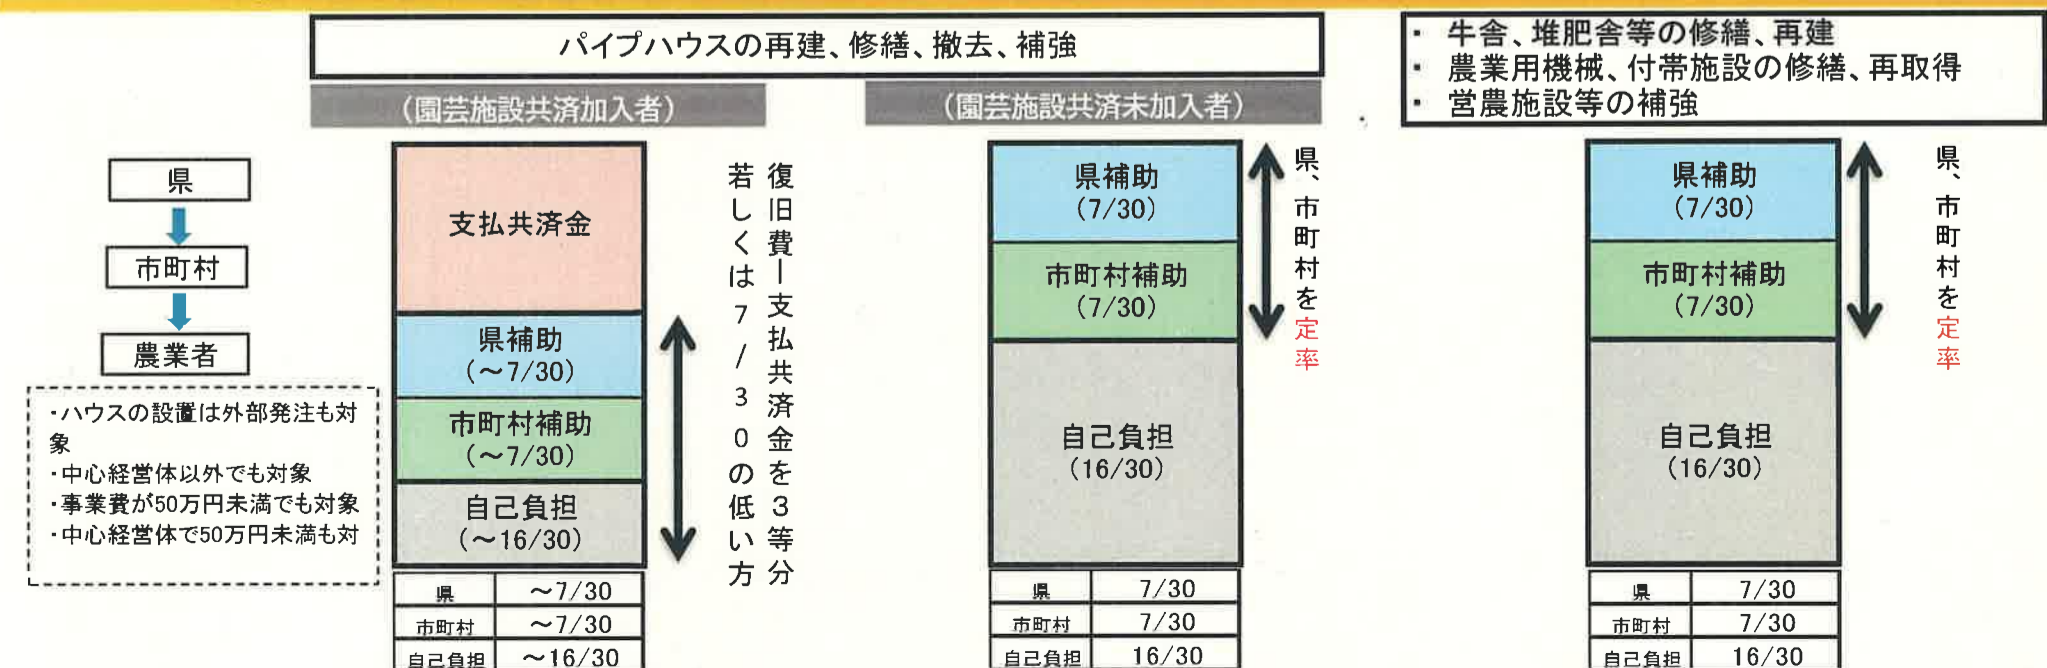 パイプハウスの再建、修繕、撤去、補強
（園芸施設共済加入者）
（園芸施設共済未加入者）
・ 牛舎、堆肥舎等の修繕、再建
・ 農業用機械、付帯施設の修繕、再取得
・ 営農施設等の補強
県
市町村
農業者
・ハウスの設置は外部発注も対
象
・中心経営体以外でも対象
・事業費が50万円未満でも対象
・中心経営体で50万円未満も対
支払共済金
県補助
（～7/30）
市町村補助
（～7/30）
自己負担
（～16/30）
復旧費－支払共済金を３等分
若しくは７/３０の低い方
県 ～7/30
市町村 ～7/30
自己負担 ～16/30
県補助
（7/30）
市町村補助
（7/30）
自己負担
（16/30）
県、市町村を定率
県 7/30
市町村 7/30
自己負担 16/30
県補助
（7/30）
市町村補助
（7/30）
自己負担
（16/30）
県、市町村を定率
県 7/30
市町村 7/30
自己負担 16/30